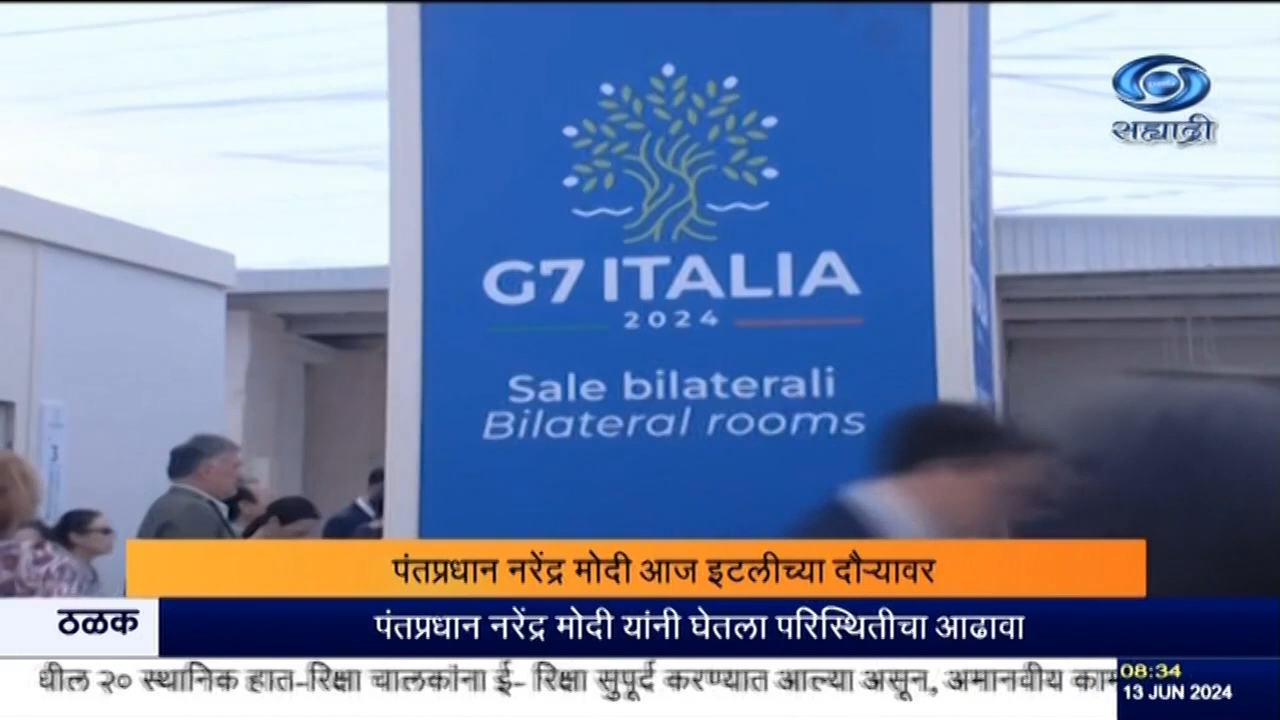 सह्याद्री
G7 ITALIA
2024
Sale bilaterali
Bilateral rooms
3
पंतप्रधान नरेंद्र मोदी आज इटलीच्या दौऱ्यावर
ठळक
पंतप्रधान नरेंद्र मोदी यांनी घेतला परिस्थितीचा आढावा
धील २० स्थानिक हात-रिक्षा चालकांना ई- रिक्षा सुपूर्द करण्यात आल्या असून, अमानवीय काम
08:34
13 JUN 2024